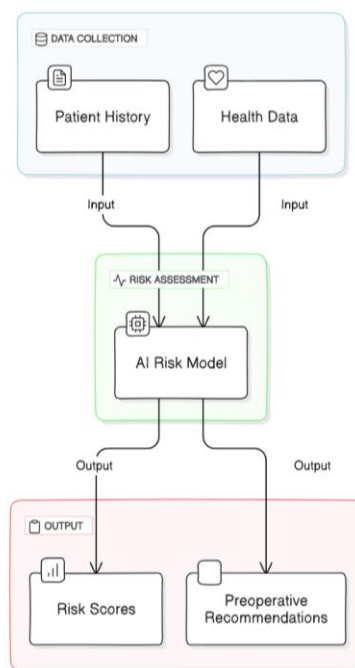 DATA COLLECTION
Patient History
Health Data
Input
Input
RISK ASSESSMENT
AI Risk Model
Output
Output
OUTPUT
Risk Scores
Preoperative
Recommendations